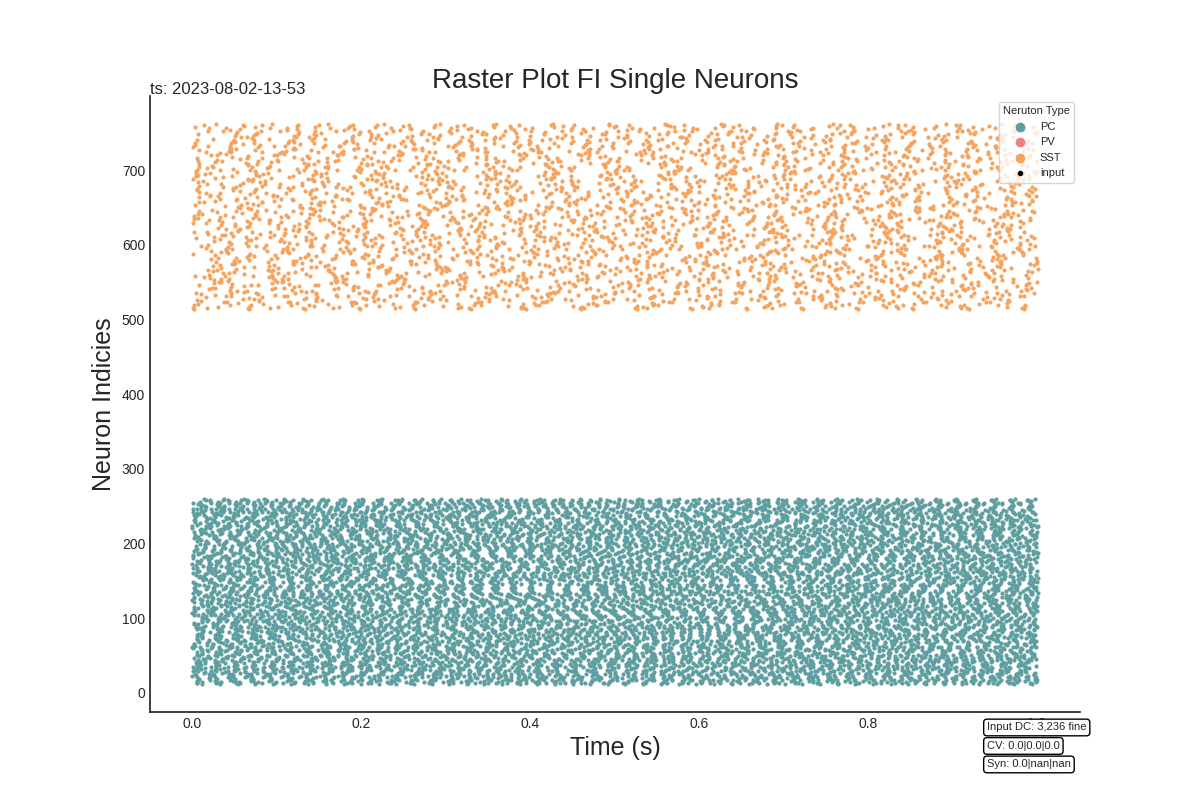 Raster Plot FI Single Neurons
ts: 2023-08-02-13-53
Neruton Type
PC
PV
SST
input
700
600
500
400
300
200
100
0
Neuron Indicies
0.0 0.2 0.4 0.6 0.8
Time (s)
Input DC: 3,236 fine
CV: 0.0|0.0|0.0
Syn: 0.0|nan|nan